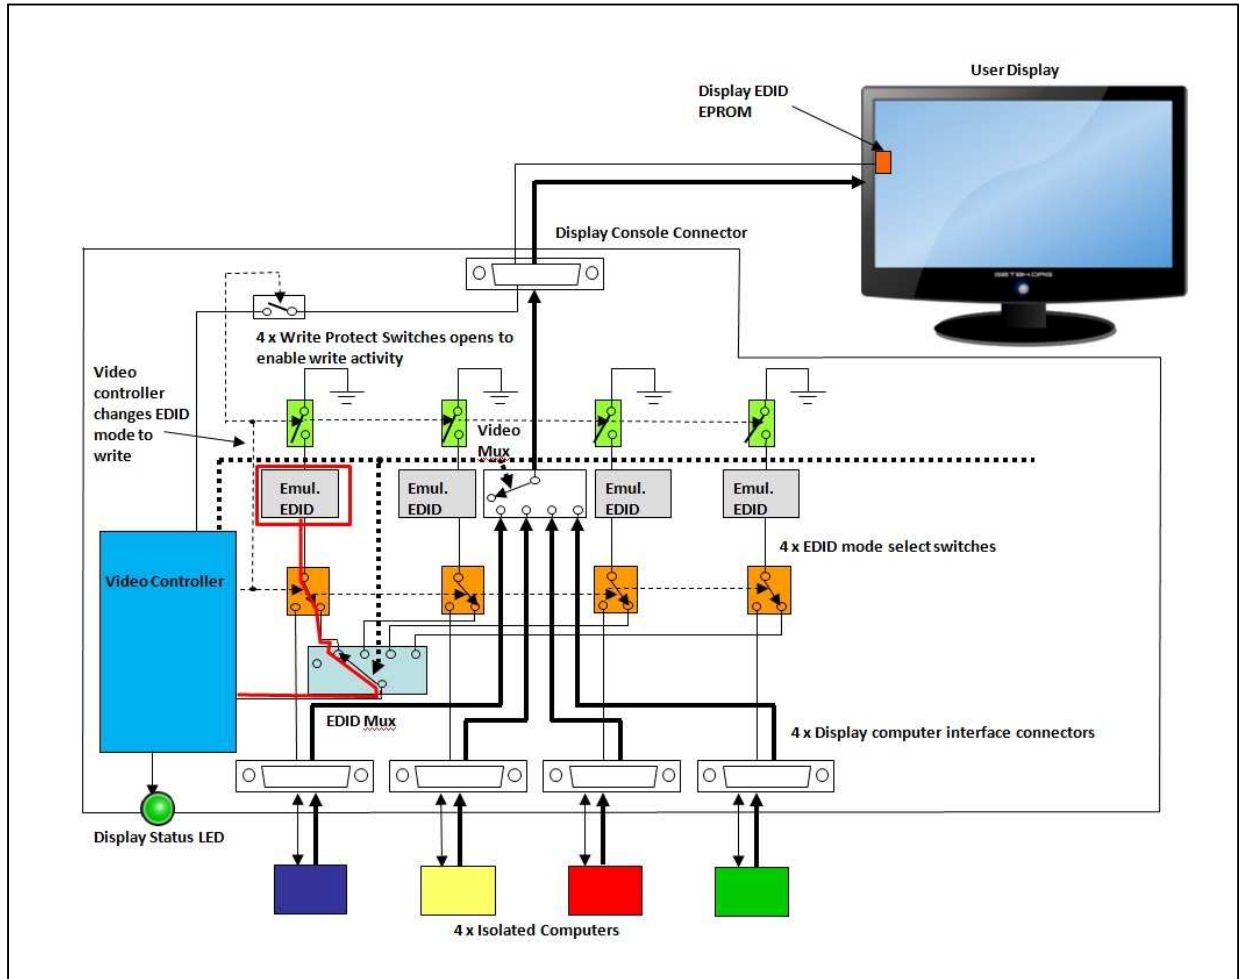 User Display
Display EDID
EPROM
Display Console Connector
4 x Write Protect Switches opens to
enable write activity
Video
controller
changes EDID
mode to
write
Video
Mux
Emul.
EDID
Emul.
EDID
Emul.
EDID
Emul.
EDID
4 x EDID mode select switches
Video Controller
EDID Mux
4 x Display computer interface connectors
Display Status LED
4 x Isolated Computers